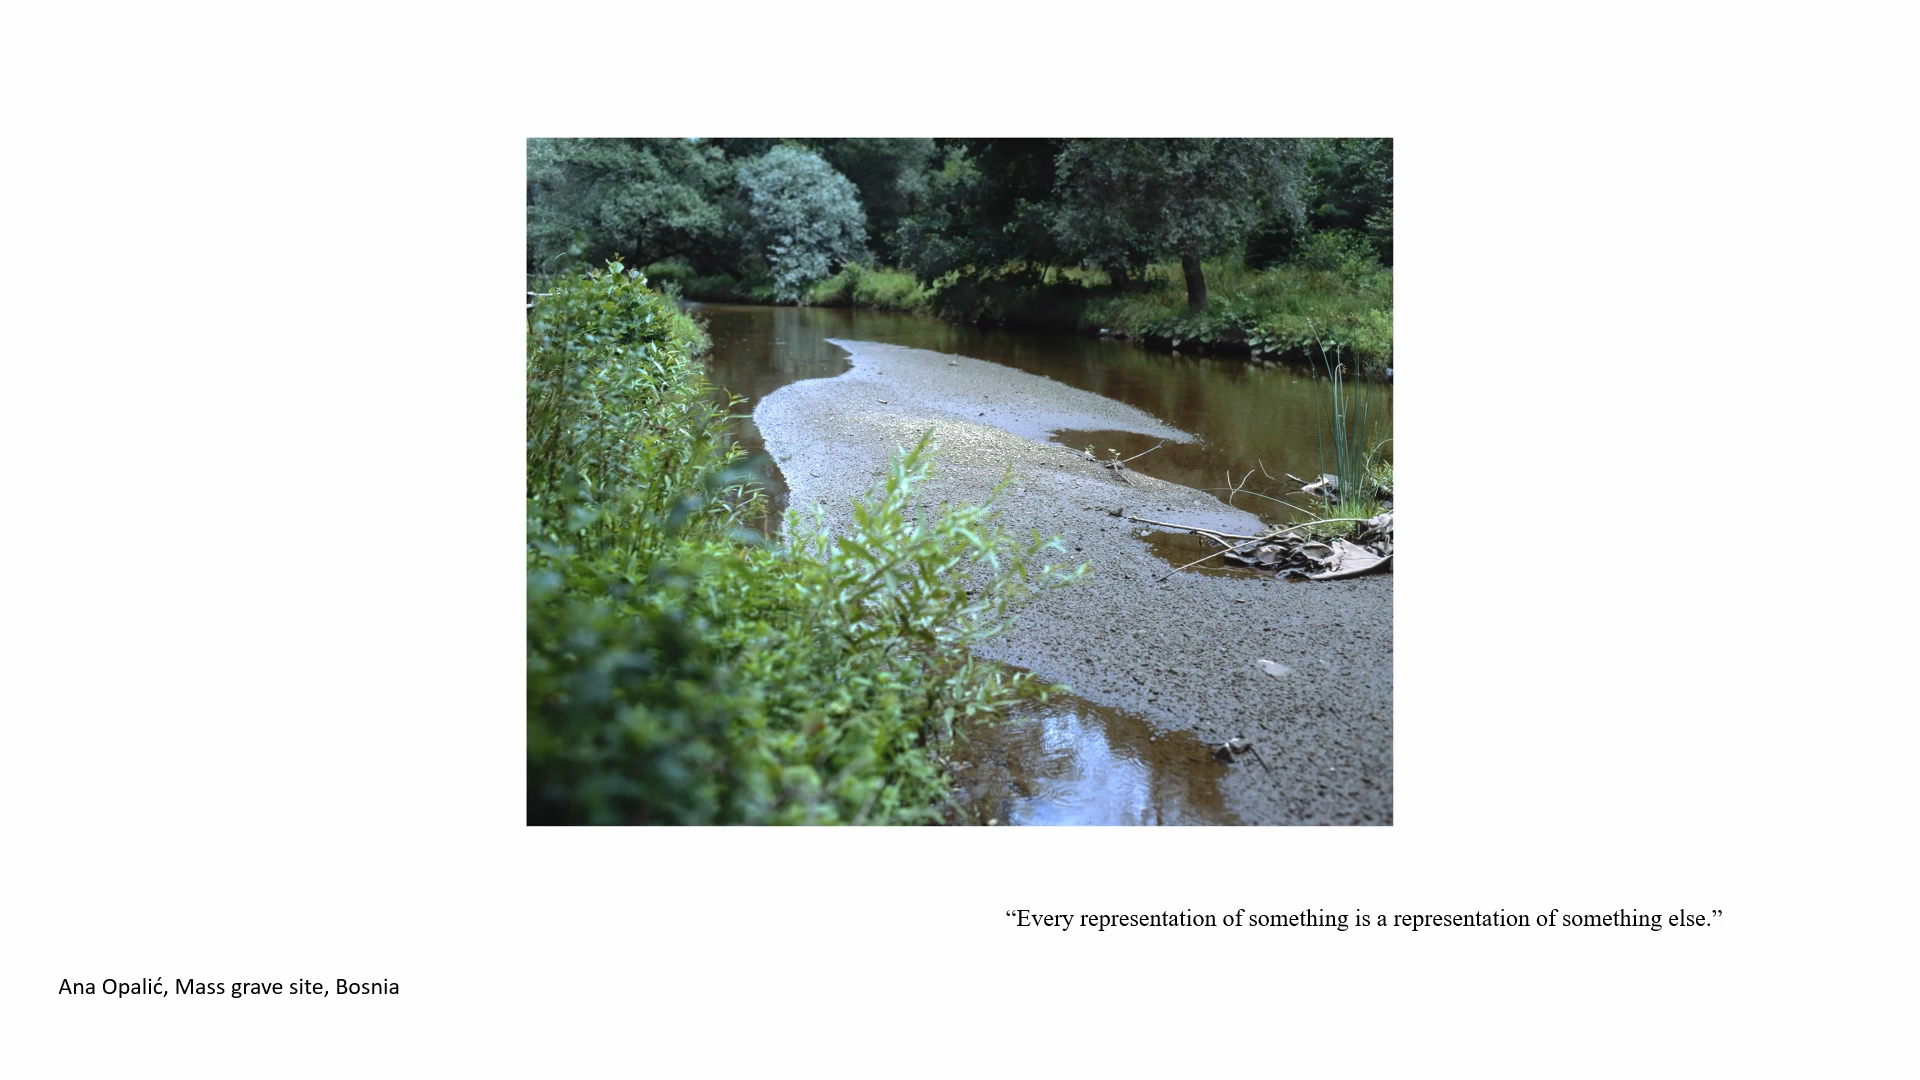 “Every representation of something is a representation of something else.”
Ana Opalić, Mass grave site, Bosnia